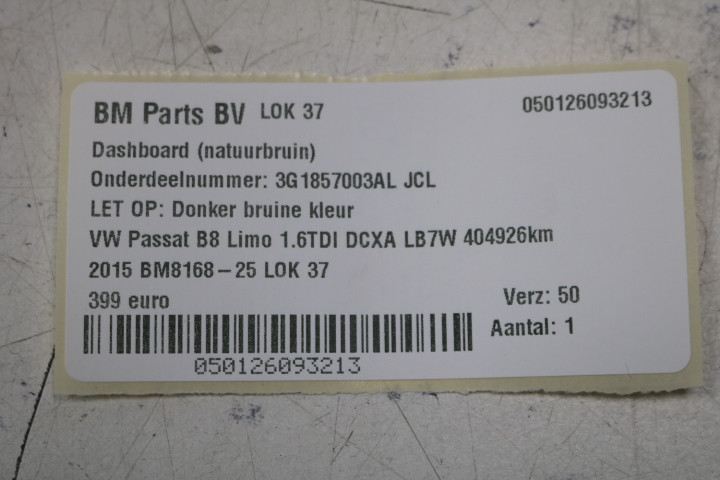 BM Parts BV LOK 37 050126093213
Dashboard (natuurbruin)
Onderdeelnummer: 3G1857003AL JCL
LET OP: Donker bruine kleur
VW Passat B8 Limo 1.6TDI DCXA LB7W 404926km
2015 BM8168-25 LOK 37
399 euro Verz: 50
Aantal: 1
050126093213